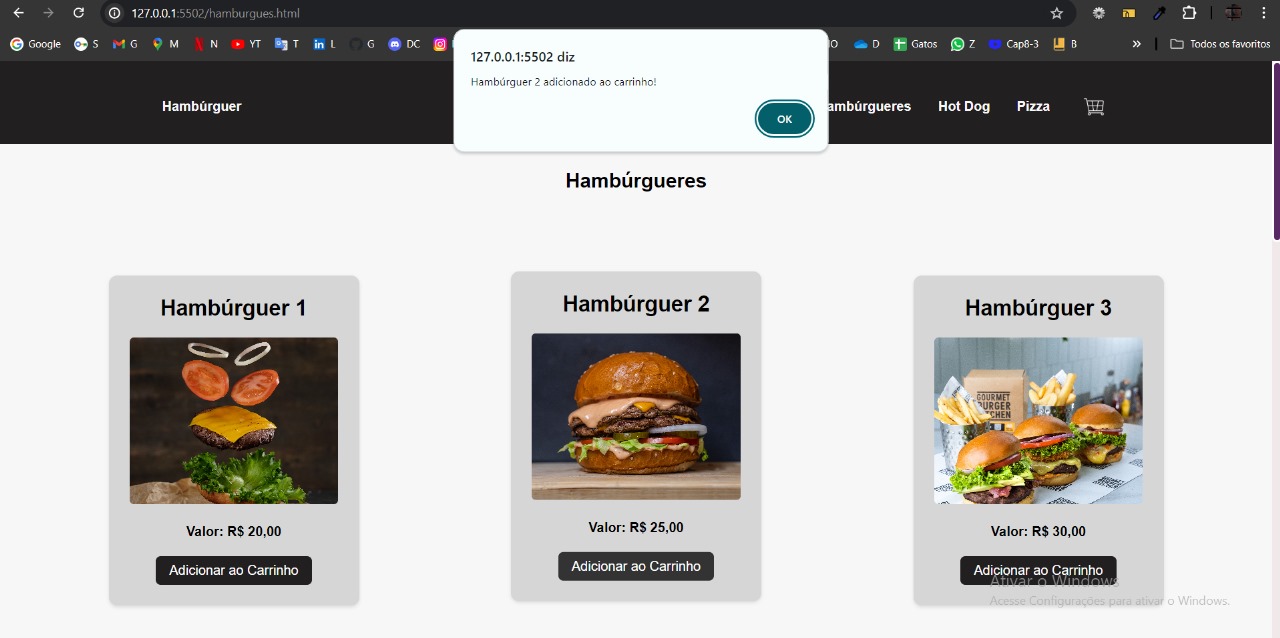 127.0.0.1:5502/hamburgues.html
Google S G M N YT T L G DC D Gatos Z Cap8-3 B » Todos os favoritos
127.0.0.1:5502 diz
Hambúrguer 2 adicionado ao carrinho!
OK
Hambúrguer ambúrgueres Hot Dog Pizza
Hambúrgueres
Hambúrguer 1
Valor: R$ 20,00
Adicionar ao Carrinho
Hambúrguer 2
Valor: R$ 25,00
Adicionar ao Carrinho
Hambúrguer 3
GOURMET
BURGER
KITCHEN
Valor: R$ 30,00
Adicionar ao Carrinho
Ativar o Windows
Acesse Configurações para ativar o Windows.